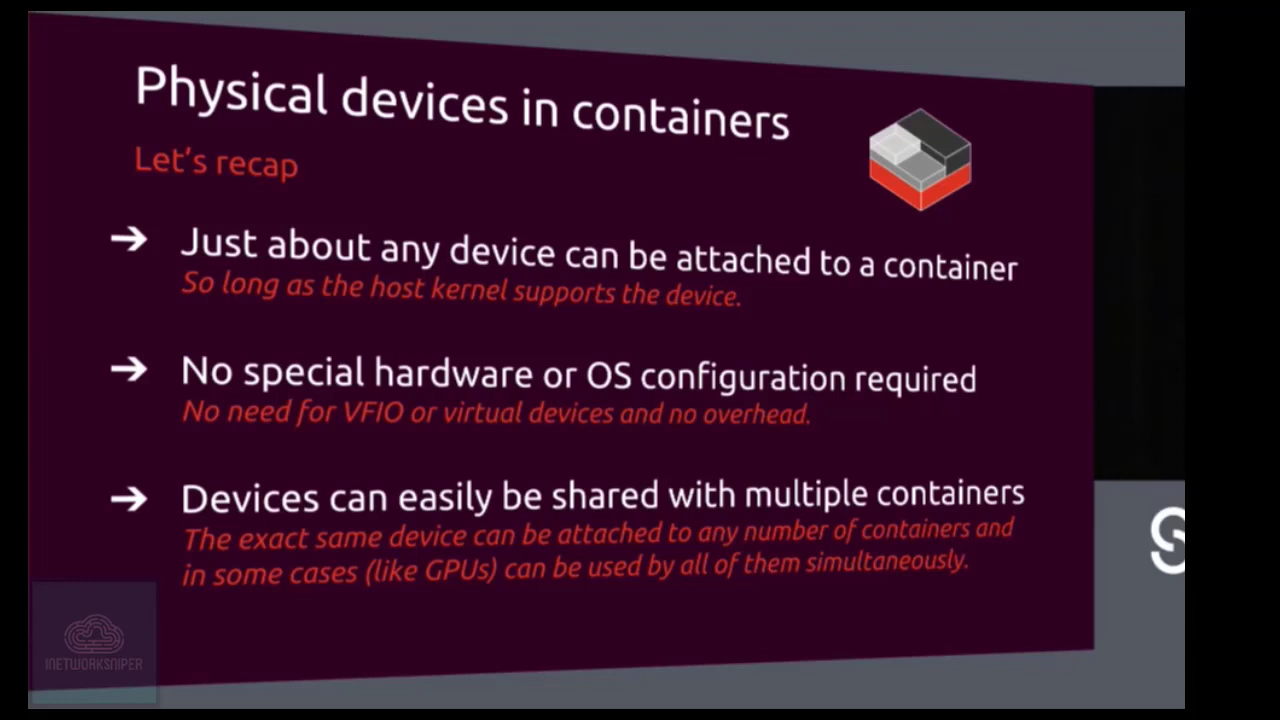 Physical devices in containers
Let's recap
➔ Just about any device can be attached to a container
So long as the host kernel supports the device.
➔ No special hardware or OS configuration required
No need for VFIO or virtual devices and no overhead.
➔ Devices can easily be shared with multiple containers
The exact same device can be attached to any number of containers and
in some cases (like GPUs) can be used by all of them simultaneously.
INETWORKSNIPER